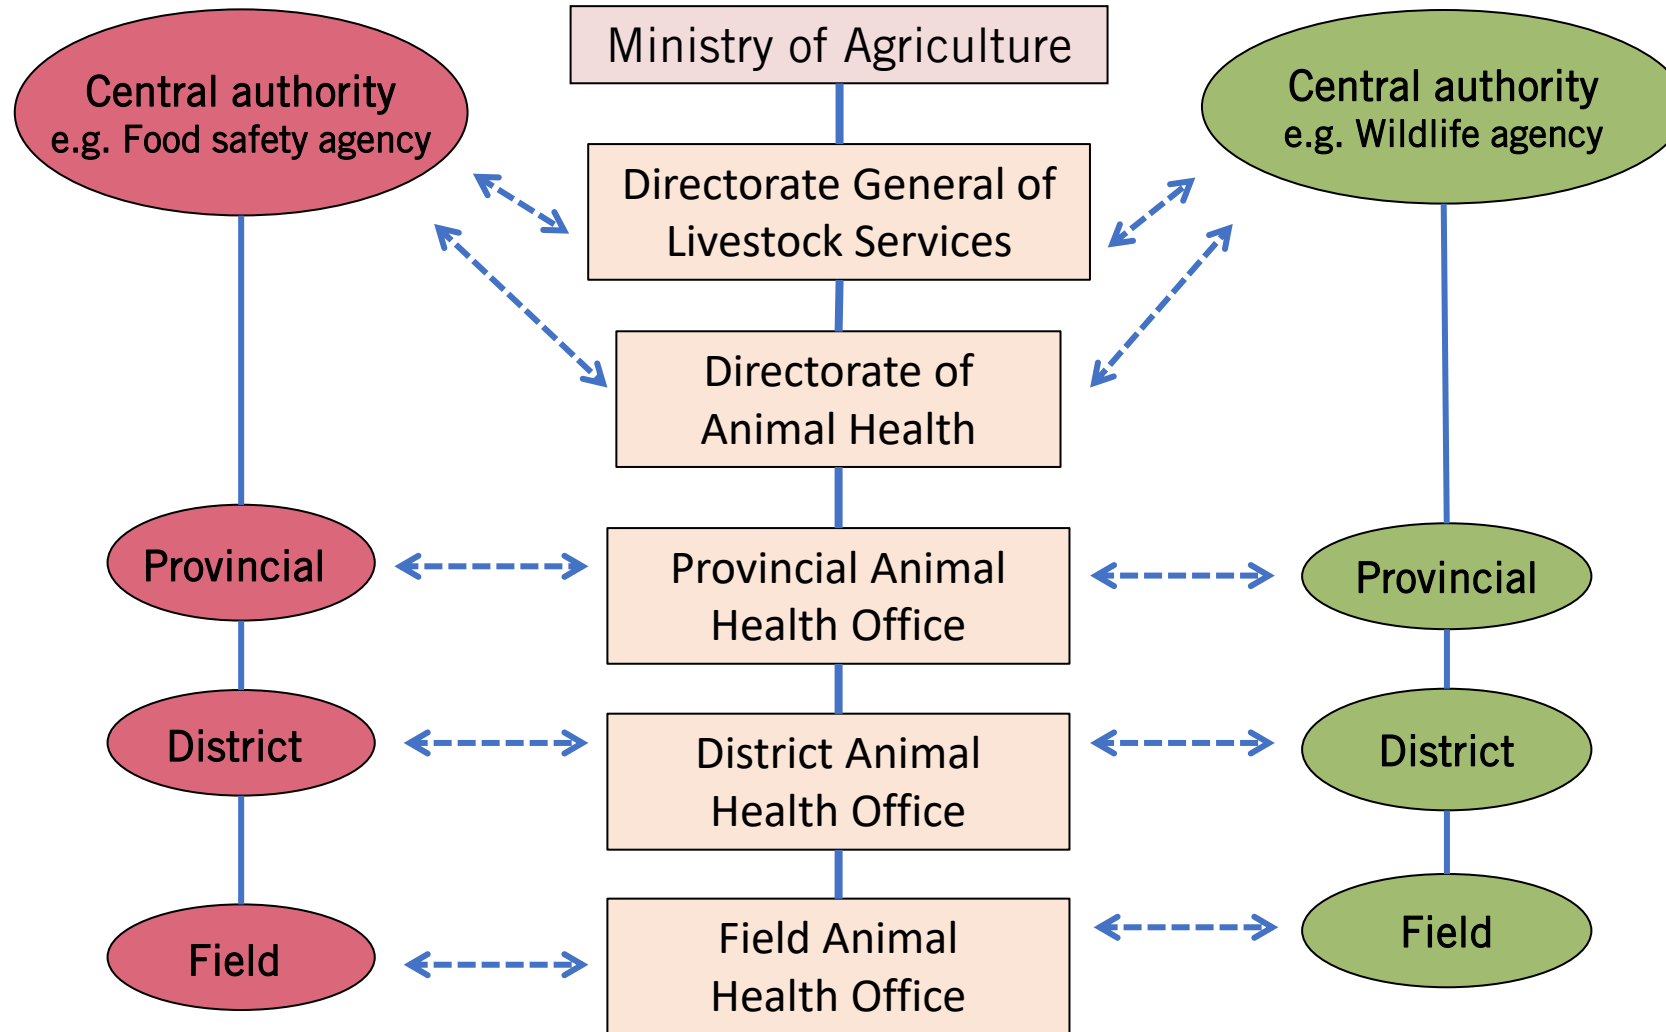 Ministry of Agriculture
Central authority
e.g. Food safety agency
Central authority
e.g. Wildlife agency
Directorate General of
Livestock Services
Directorate of
Animal Health
Provincial
Provincial Animal
Health Office
Provincial
District
District Animal
Health Office
District
Field
Field Animal
Health Office
Field